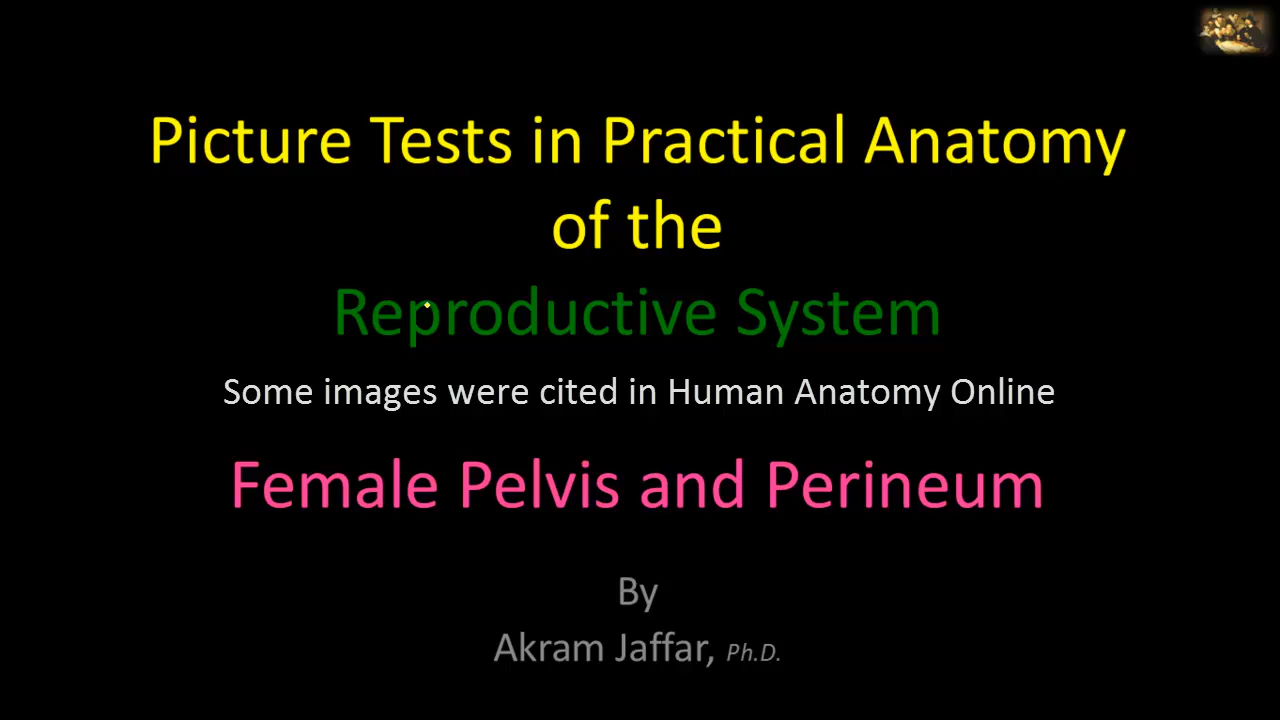 Picture Tests in Practical Anatomy
of the
Reproductive System
Some images were cited in Human Anatomy Online
Female Pelvis and Perineum
By
Akram Jaffar, Ph.D.